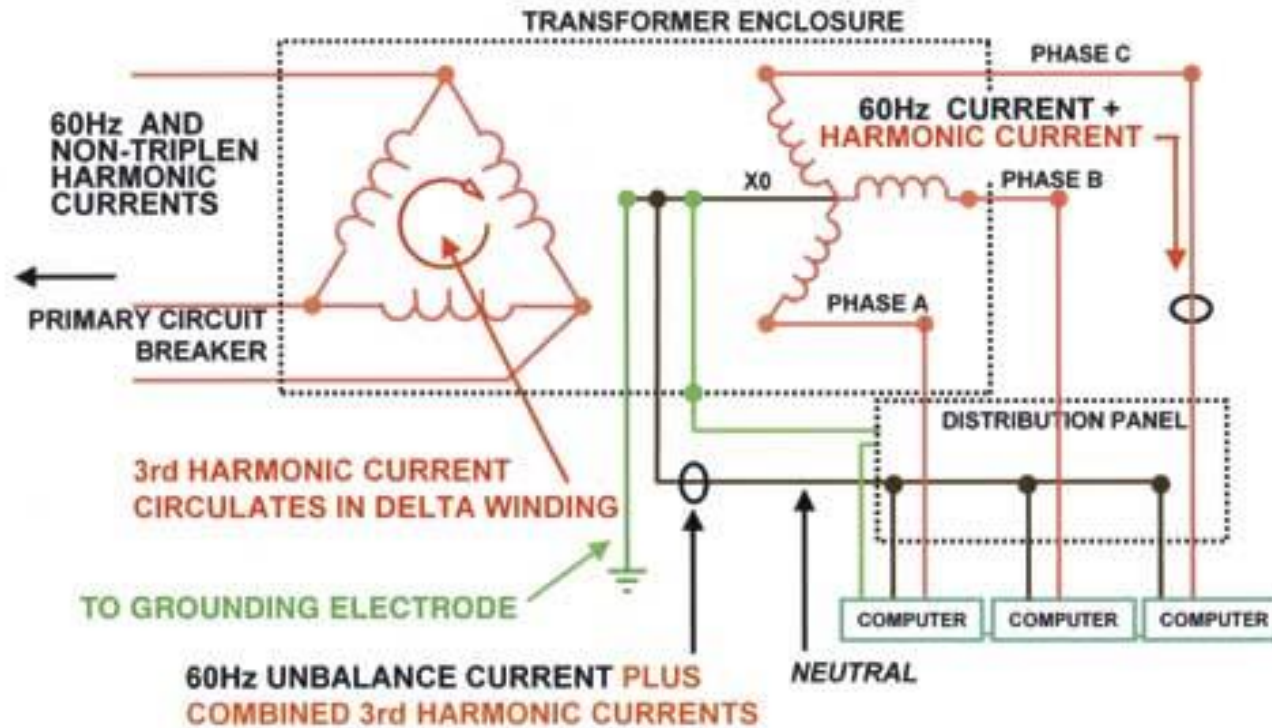 TRANSFORMER ENCLOSURE
PHASE C
60Hz AND
NON-TRIPLEN
HARMONIC
CURRENTS
60Hz CURRENT +
HARMONIC CURRENT
X0
PHASE B
PHASE A
PRIMARY CIRCUIT
BREAKER
DISTRIBUTION PANEL
3rd HARMONIC CURRENT
CIRCULATES IN DELTA WINDING
TO GROUNDING ELECTRODE
COMPUTER
COMPUTER
COMPUTER
60Hz UNBALANCE CURRENT PLUS
COMBINED 3rd HARMONIC CURRENTS
NEUTRAL